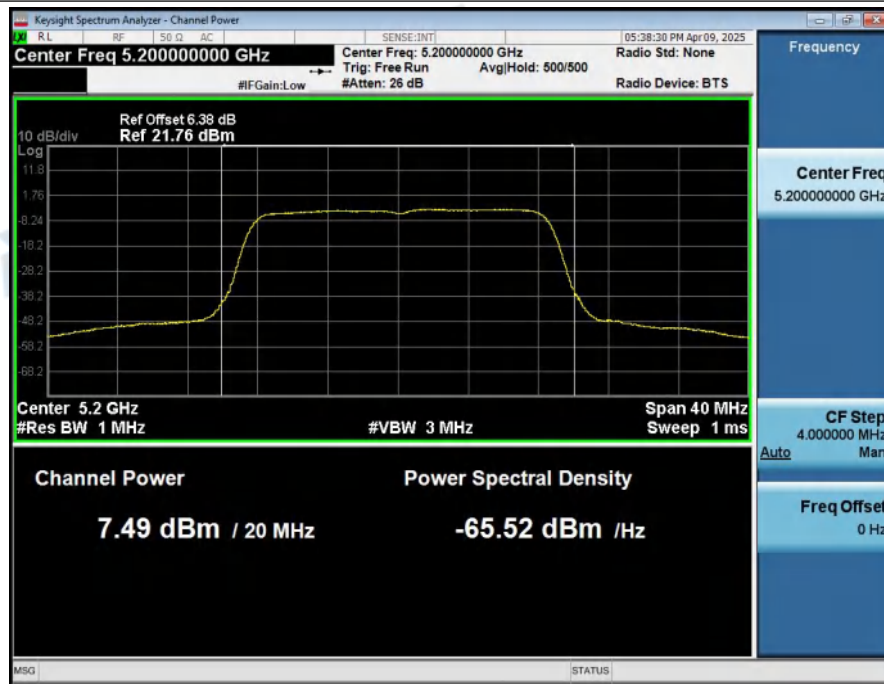 Keysight Spectrum Analyzer - Channel Power
LXI RL RF 50 Ω AC SENSE:INT 05:38:30 PM Apr 09, 2025
Center Freq 5.200000000 GHz
Center Freq: 5.200000000 GHz
Radio Std: None
Trig: Free Run Avg|Hold: 500/500
#IFGain:Low
#Atten: 26 dB
Radio Device: BTS
Ref Offset 6.38 dB
10 dB/div Ref 21.76 dBm
Log
11.8
1.76
-8.24
-18.2
-28.2
-38.2
-48.2
-58.2
-68.2
Center 5.2 GHz
Span 40 MHz
#Res BW 1 MHz
#VBW 3 MHz
Sweep 1 ms
Channel Power
Power Spectral Density
7.49 dBm / 20 MHz
-65.52 dBm /Hz
Frequency
Center Freq
5.200000000 GHz
CF Step
4.000000 MHz
Auto Man
Freq Offset
0 Hz
MSG
STATUS